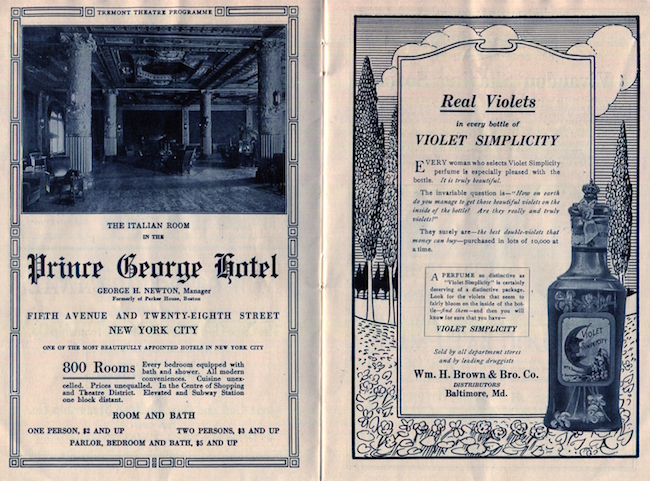 TREMONT THEATRE PROGRAMME
THE ITALIAN ROOM
IN THE
Prince George Hotel
GEORGE H. NEWTON, Manager
Formerly of Parker House, Boston
FIFTH AVENUE AND TWENTY-EIGHTH STREET
NEW YORK CITY
ONE OF THE MOST BEAUTIFULLY APPOINTED HOTELS IN NEW YORK CITY
800 Rooms Every bedroom equipped with
bath and shower. All modern
conveniences. Cuisine unex-
celled. Prices unequalled. In the Centre of Shopping
and Theatre District. Elevated and Subway Station
one block distant.
ROOM AND BATH
ONE PERSON, $2 AND UP TWO PERSONS, $3 AND UP
PARLOR, BEDROOM AND BATH, $5 AND UP
Real Violets
in every bottle of
VIOLET SIMPLICITY
EVERY woman who selects Violet Simplicity
perfume is especially pleased with the
bottle. It is truly beautiful.
The invariable question is—"How on earth
do you manage to get those beautiful violets on the
inside of the bottle? Are they really and truly
violets?"
They surely are—the best double-violets that
money can buy—purchased in lots of 10,000 at
a time.
A PERFUME as distinctive as
"Violet Simplicity" is certainly
deserving of a distinctive package.
Look for the violets that seem to
fairly bloom on the inside of the bot-
tle—And then—and then you will
know for sure that you have—
VIOLET SIMPLICITY
Sold by all department stores
and by leading druggists
Wm. H. Brown & Bro. Co.
DISTRIBUTORS
Baltimore, Md.
VIOLET
SIMPLICITY